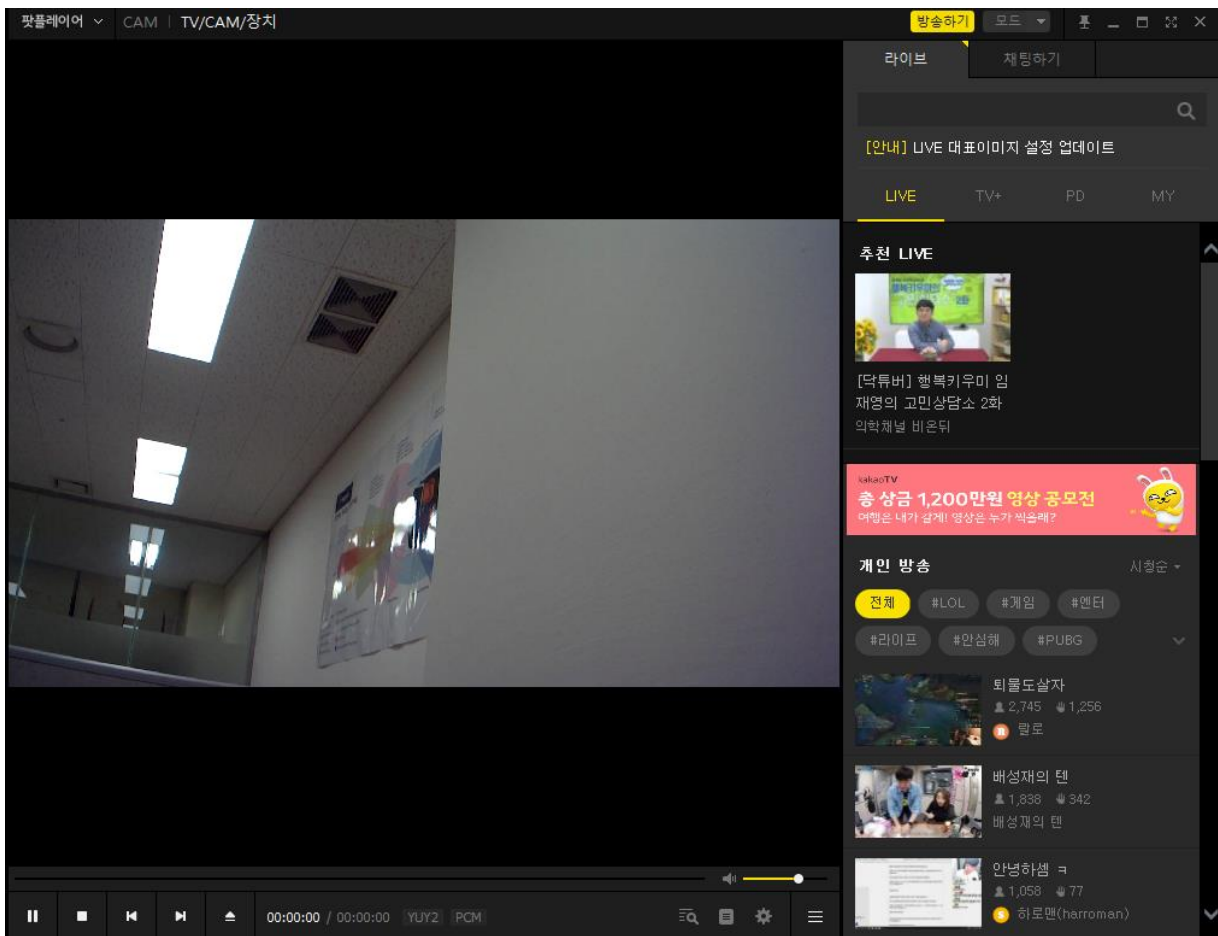 팟플레이어
CAM
TV/CAM/장치
방송하기
모드
라이브
채팅하기
[안내] LIVE 대표이미지 설정 업데이트
LIVE
TV+
PD
MY
추천 LIVE
[닥튜버] 행복키우미 임
재영의 고민상담소 2화
의학채널 비온뒤
kakaoTV
총 상금 1,200만원 영상 공모전
여행은 내가 갈게! 영상은 누가 찍을래?
개인 방송
시청순
전체
#LOL
#게임
#엔터
#라이프
#안심해
#PUBG
퇴물도살자
2,745 1,256
랄로
배성재의 텐
1,838 342
배성재의 텐
안녕하셈 ㅋ
1,058 77
하로맨(harroman)
00:00:00 / 00:00:00 YUY2 PCM